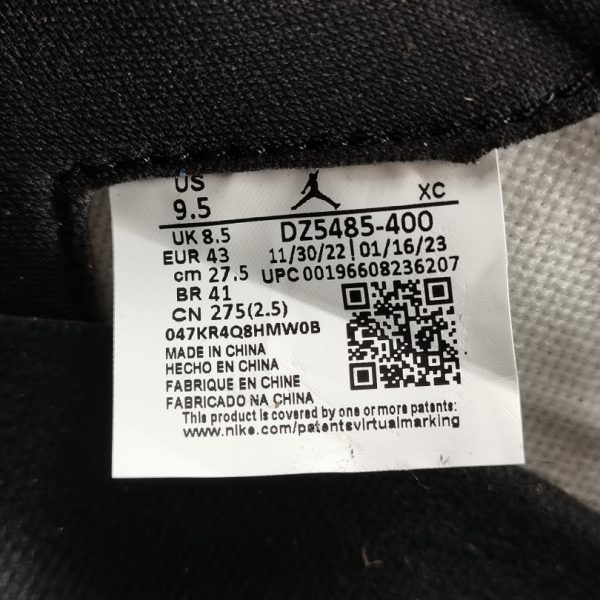 US
XC
9.5
DZ5485-400
UK 8.5
11/30/22 | 01/16/23
EUR 43
UPC 00196608236207
cm 27.5
BR 41
CN 275(2.5)
047KR4Q8HMW0B
MADE IN CHINA
HECHO EN CHINA
FABRIQUE EN CHINE
FABRICADO NA CHINA
This product is covered by one or more patents:
www.nike.com/patentsvirtualmarking